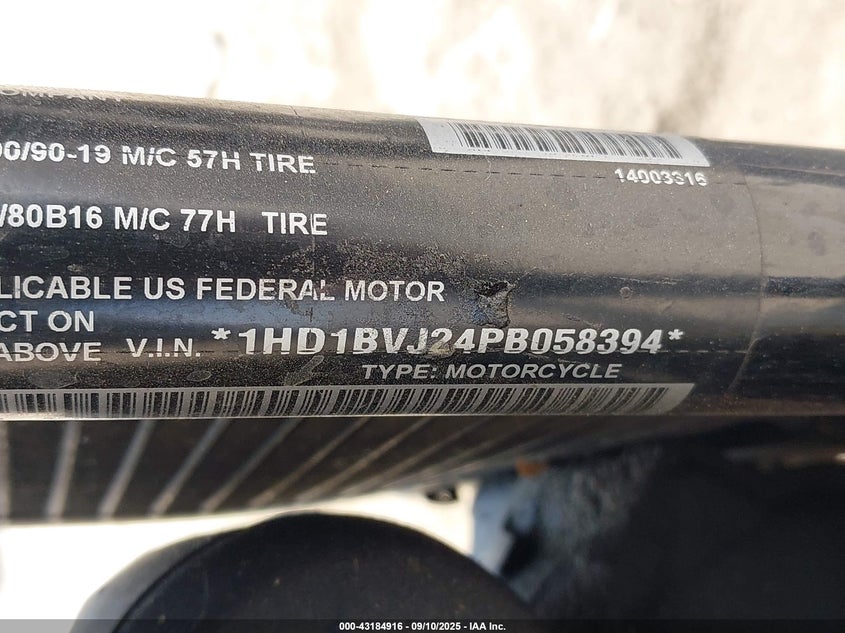 COMPANY
00/90-19 M/C 57H TIRE
14003316
/80B16 M/C 77H TIRE
LICABLE US FEDERAL MOTOR
CT ON
ABOVE V.I.N. *1HD1BVJ24PB058394*
TYPE: MOTORCYCLE
000-43184916 - 09/10/2025 - IAA Inc.